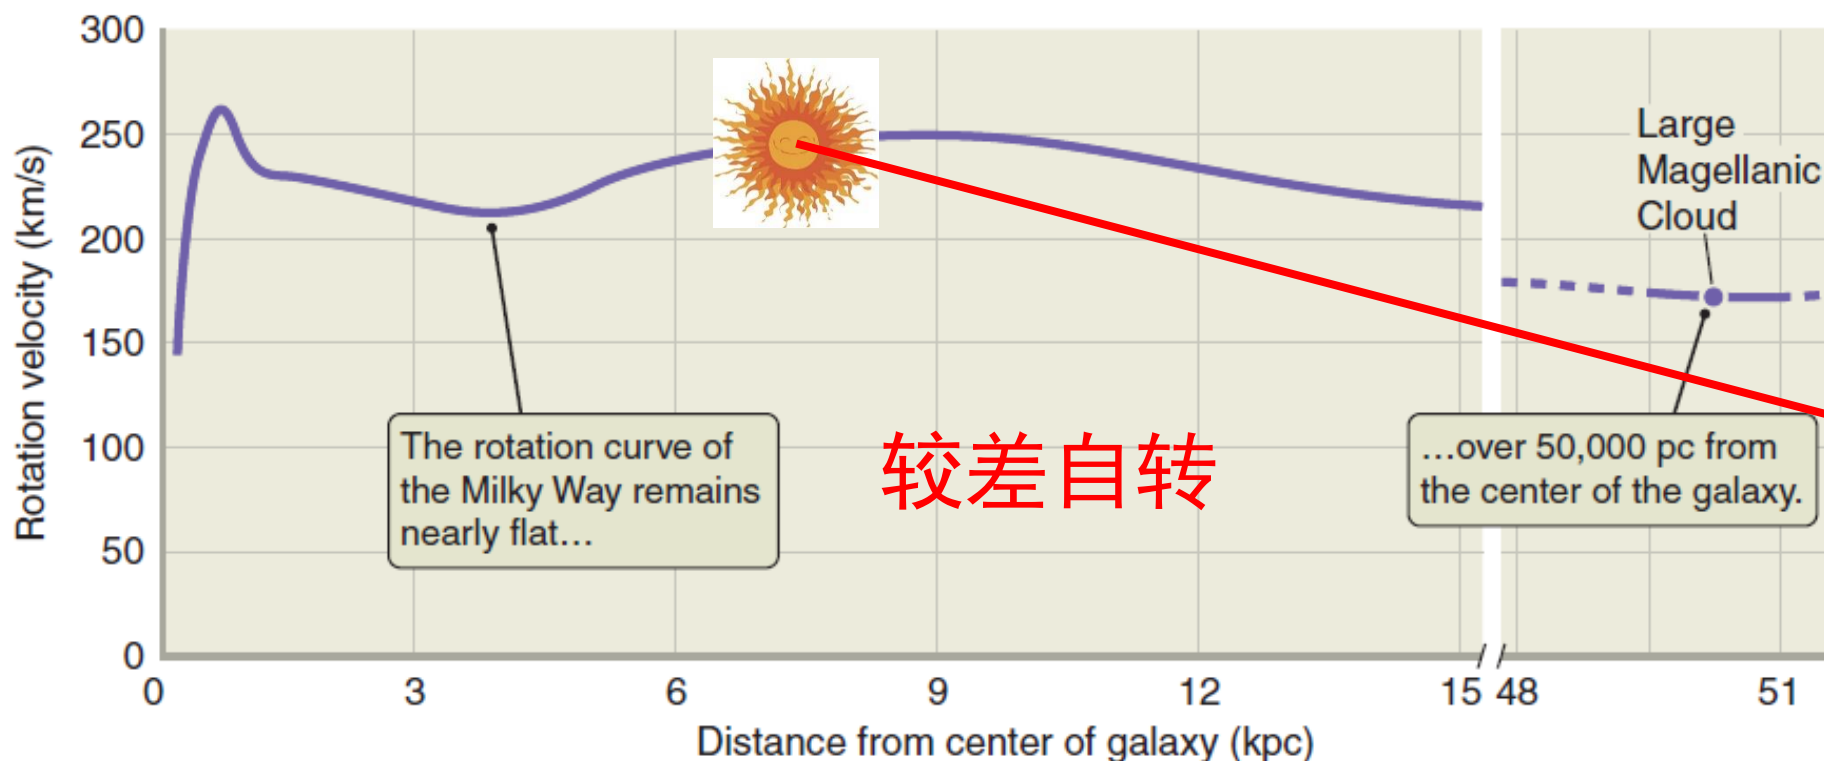 Rotation velocity (km/s)
300
250
200
150
100
50
0
Large
Magellanic
Cloud
The rotation curve of
the Milky Way remains
nearly flat…
较差自转
…over 50,000 pc from
the center of the galaxy.
0 3 6 9 12 15 48 51
Distance from center of galaxy (kpc)